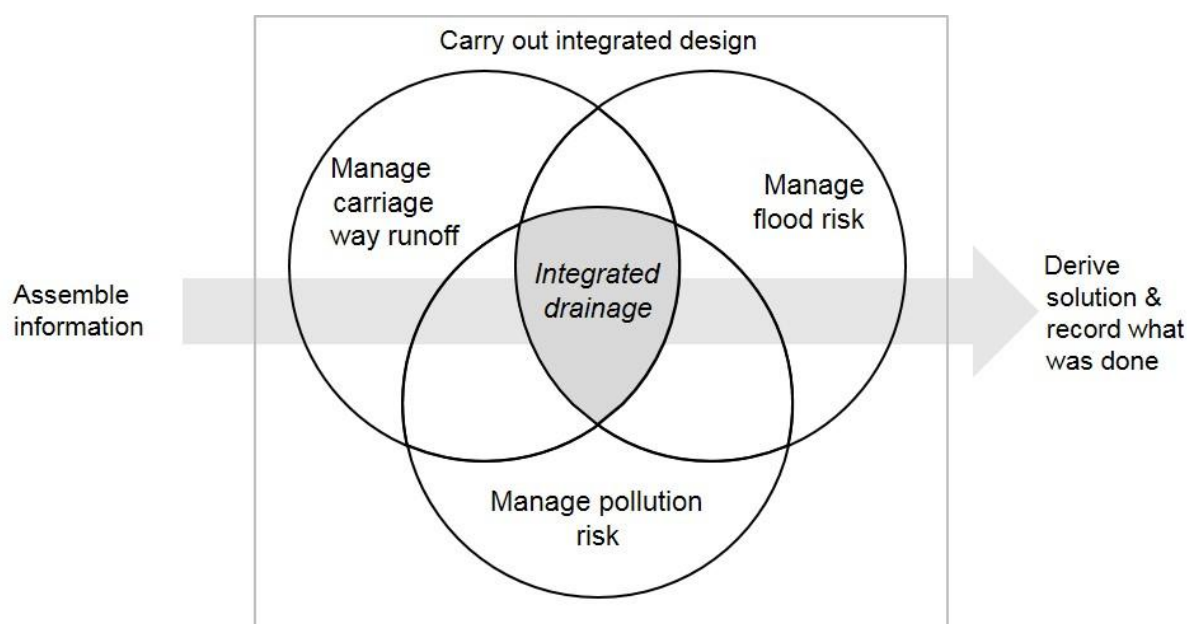 Carry out integrated design
Manage
carriage
way runoff
Manage
flood risk
Assemble
information
Integrated
drainage
Derive
solution &
record what
was done
Manage pollution
risk